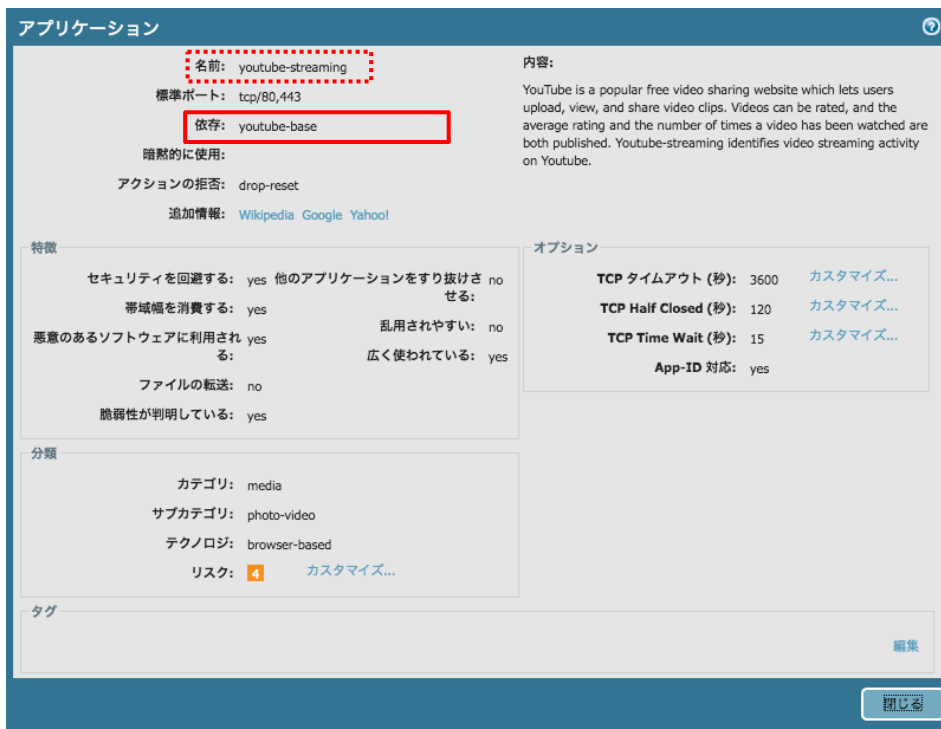 アプリケーション
名前: youtube-streaming
標準ポート: tcp/80,443
依存: youtube-base
暗黙的に使用:
アクションの拒否: drop-reset
追加情報: Wikipedia Google Yahoo!
内容:
YouTube is a popular free video sharing website which lets users
upload, view, and share video clips. Videos can be rated, and the
average rating and the number of times a video has been watched are
both published. Youtube-streaming identifies video streaming activity
on Youtube.
特徴
セキュリティを回避する: yes
帯域幅を消費する: yes
悪意のあるソフトウェアに利用され
る: yes
ファイルの転送: no
脆弱性が判明している: yes
他のアプリケーションをすり抜けさ
せる: no
乱用されやすい: no
広く使われている: yes
オプション
TCP タイムアウト (秒): 3600 カスタマイズ...
TCP Half Closed (秒): 120 カスタマイズ...
TCP Time Wait (秒): 15 カスタマイズ...
App-ID 対応: yes
分類
カテゴリ: media
サブカテゴリ: photo-video
テクノロジ: browser-based
リスク: 4 カスタマイズ...
タグ
編集
閉じる